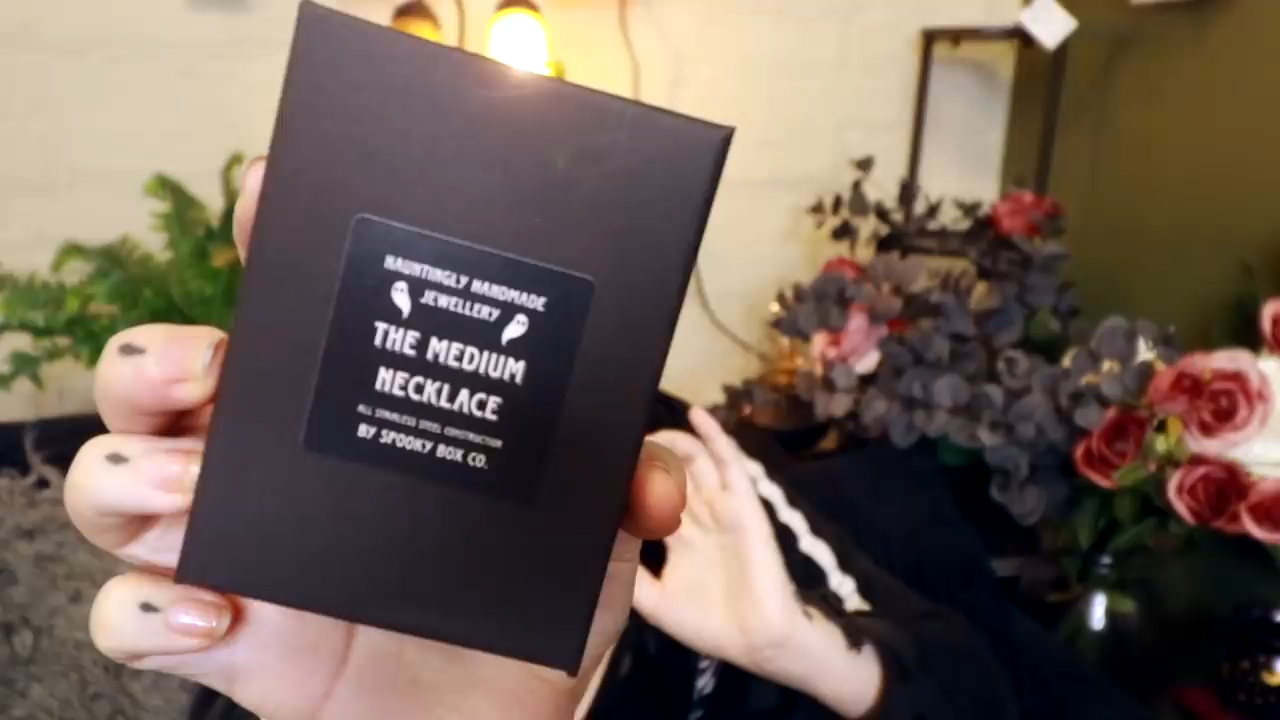 HAUNTINGLY HANDMADE
JEWELLERY
THE MEDIUM
NECKLACE
ALL STAINLESS STEEL CONSTRUCTION
BY SPOOKY BOX CO.